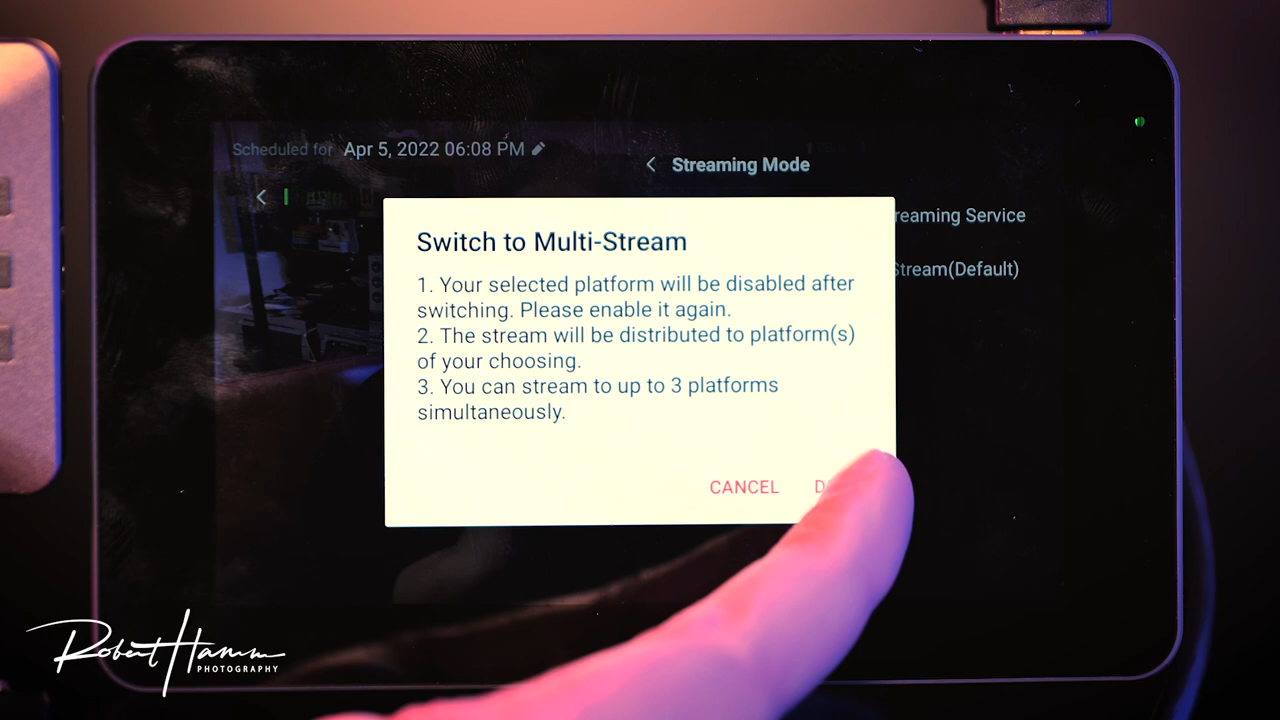 Scheduled for Apr 5, 2022 06:08 PM
Streaming Mode
reaming Service
Stream(Default)
Switch to Multi-Stream
1. Your selected platform will be disabled after
switching. Please enable it again.
2. The stream will be distributed to platform(s)
of your choosing.
3. You can stream to up to 3 platforms
simultaneously.
CANCEL D
Robert Hamm
PHOTOGRAPHY